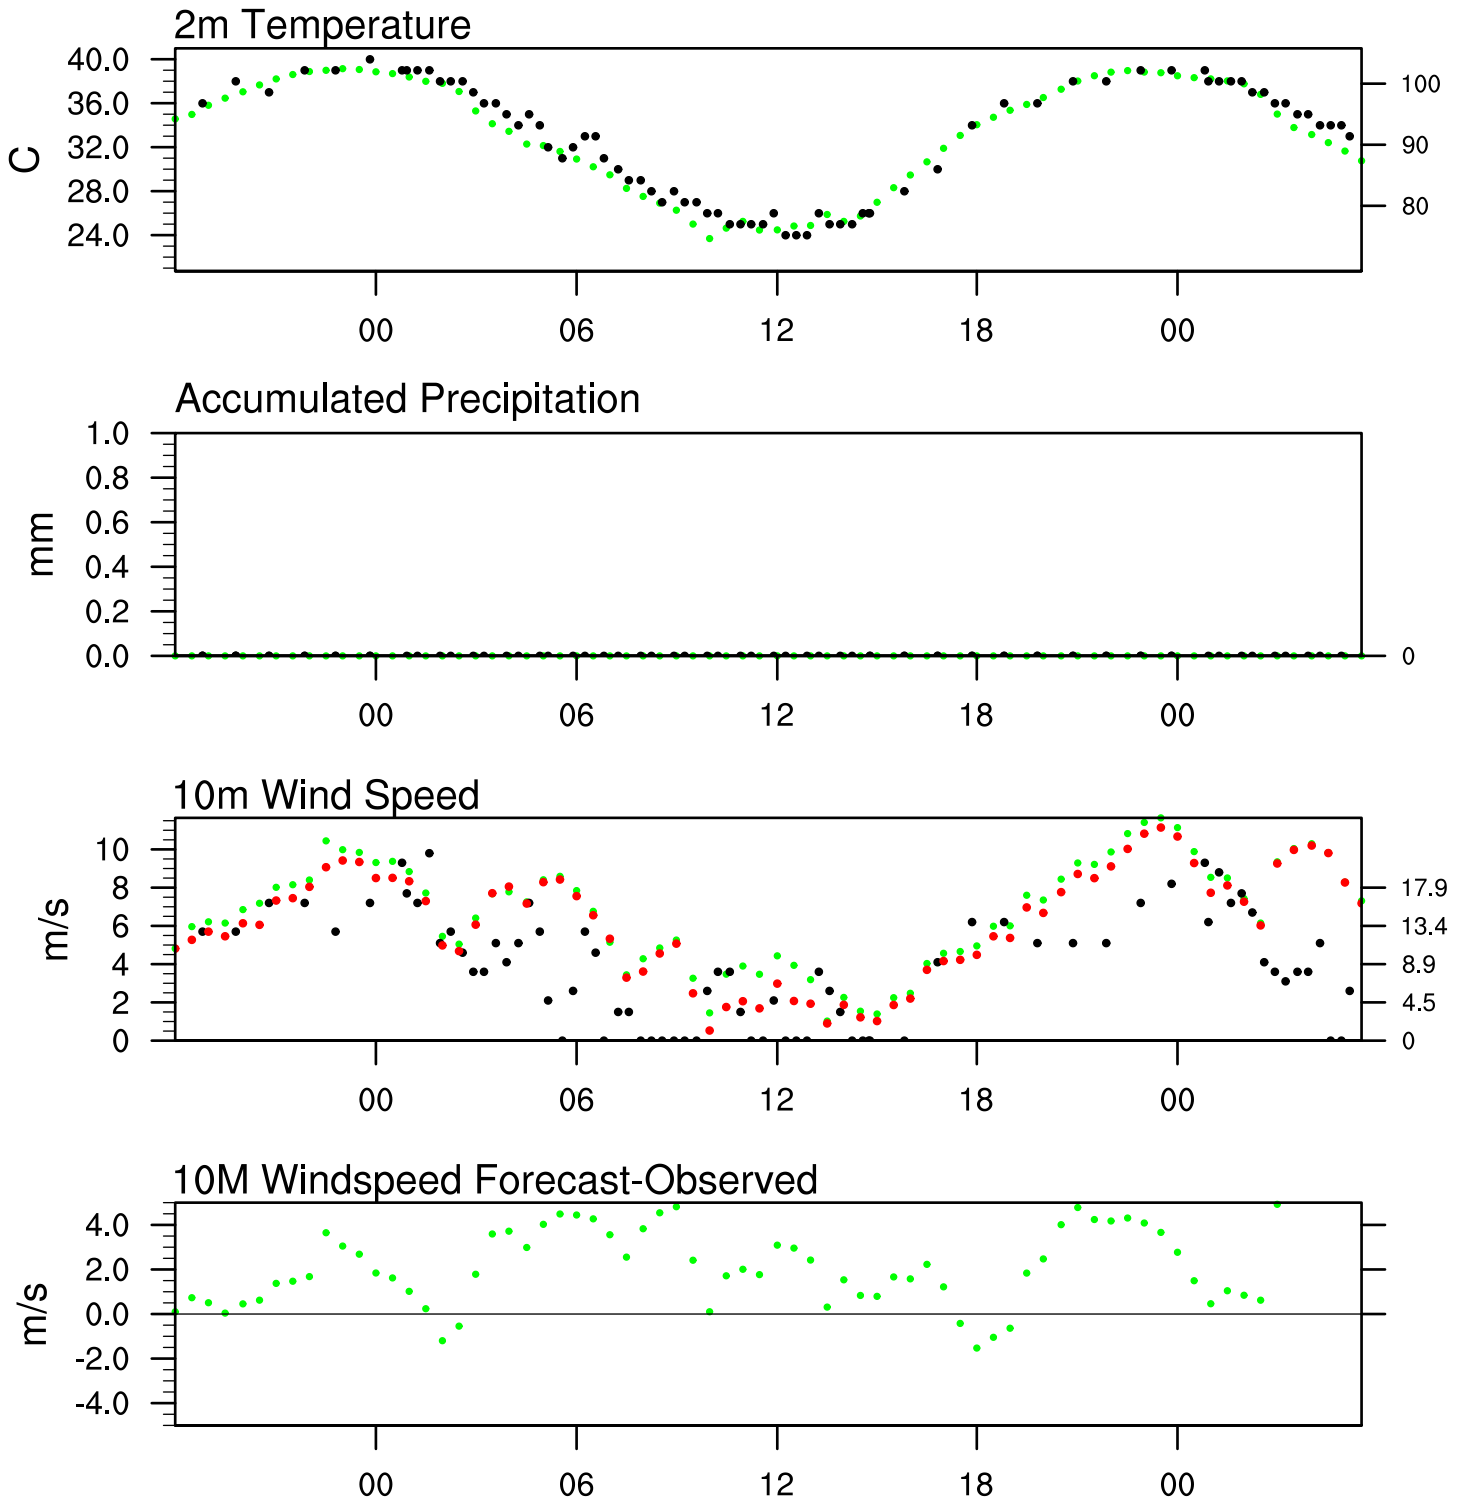 2m Temperature
40.0
36.0
32.0
28.0
24.0
C
100
90
80
00 06 12 18 00
Accumulated Precipitation
1.0
0.8
0.6
0.4
0.2
0.0
mm
0
00 06 12 18 00
10m Wind Speed
10
8
6
4
2
0
m/s
17.9
13.4
8.9
4.5
0
00 06 12 18 00
10M Windspeed Forecast-Observed
4.0
2.0
0.0
-2.0
-4.0
m/s
00 06 12 18 00